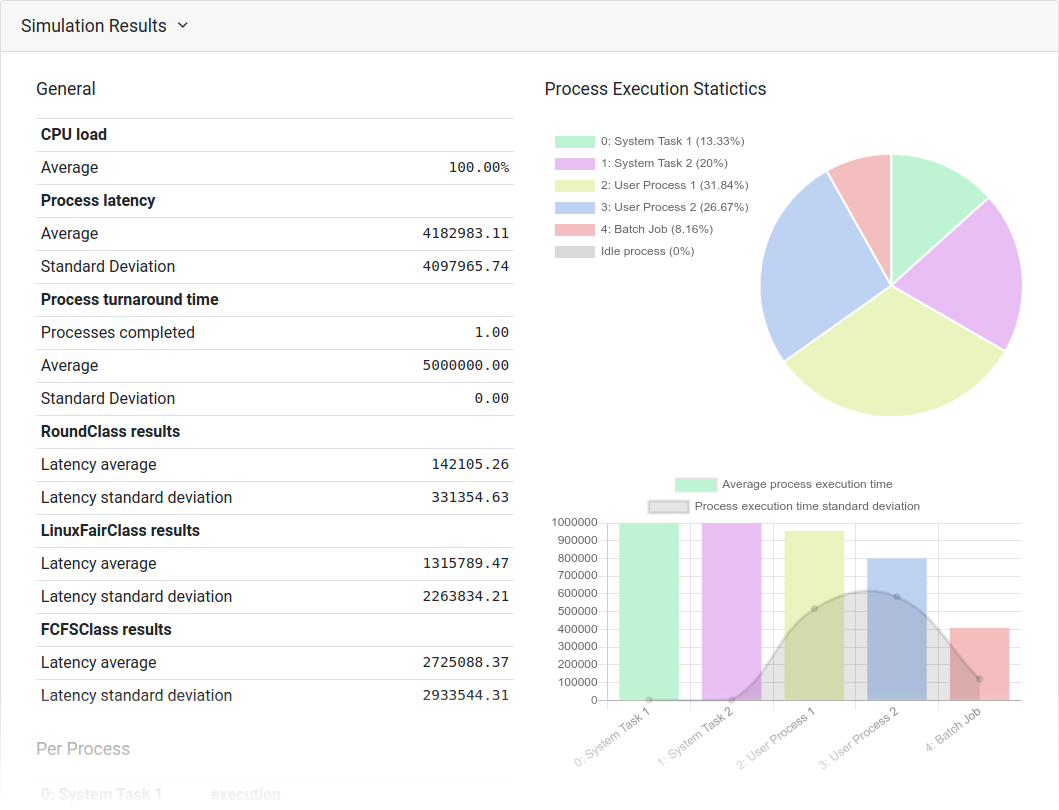 Simulation Results
General
CPU load
Average 100.00%
Process latency
Average 4182983.11
Standard Deviation 4097965.74
Process turnaround time
Processes completed 1.00
Average 5000000.00
Standard Deviation 0.00
RoundClass results
Latency average 142105.26
Latency standard deviation 331354.63
LinuxFairClass results
Latency average 1315789.47
Latency standard deviation 2263834.21
FCFSClass results
Latency average 2725088.37
Latency standard deviation 2933544.31
Per Process
0: System Task 1 execution
Process Execution Statictics
0: System Task 1 (13.33%)
1: System Task 2 (20%)
2: User Process 1 (31.84%)
3: User Process 2 (26.67%)
4: Batch Job (8.16%)
Idle process (0%)
Average process execution time
Process execution time standard deviation
1000000
900000
800000
700000
600000
500000
400000
300000
200000
100000
0
0: System Task 1
1: System Task 2
2: User Process 1
3: User Process 2
4: Batch Job